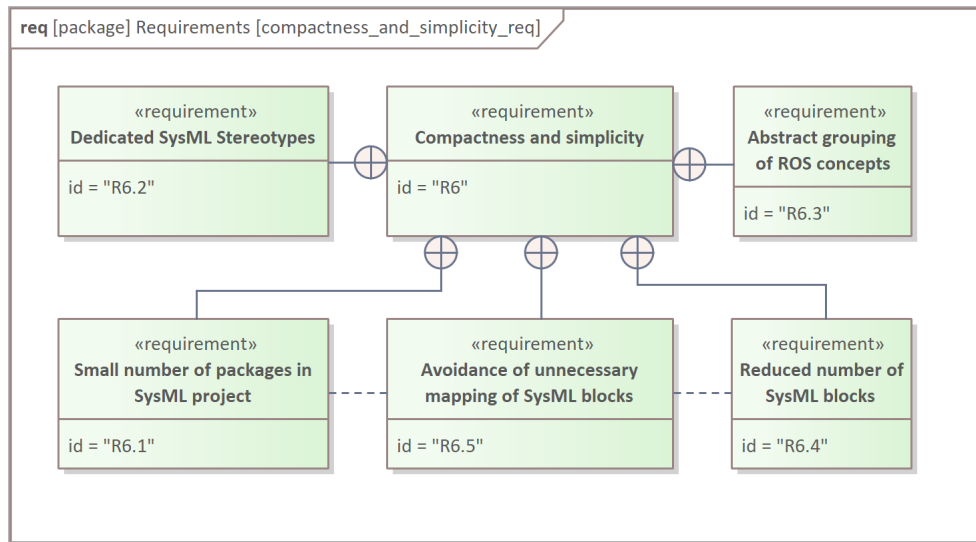 req [package] Requirements [compactness_and_simplicity_req]
«requirement»
Dedicated SysML Stereotypes
id = "R6.2"
«requirement»
Compactness and simplicity
id = "R6"
«requirement»
Abstract grouping
of ROS concepts
id = "R6.3"
«requirement»
Small number of packages in
SysML project
id = "R6.1"
«requirement»
Avoidance of unnecessary
mapping of SysML blocks
id = "R6.5"
«requirement»
Reduced number of
SysML blocks
id = "R6.4"